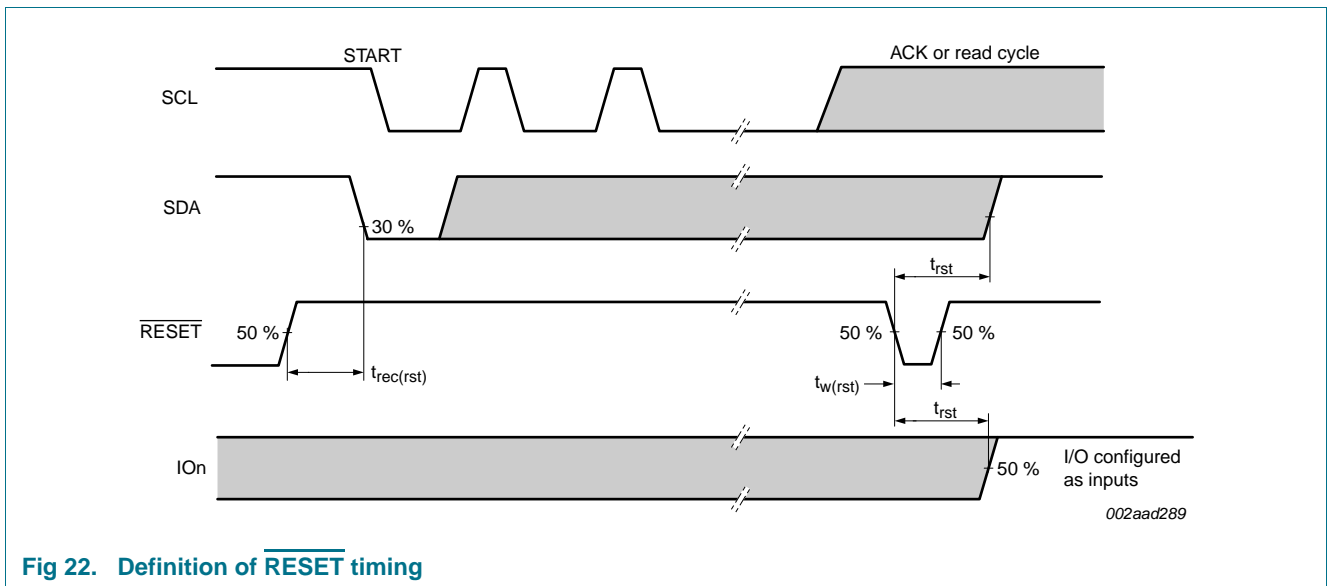 START
ACK or read cycle
SCL
SDA
30 %
t_rst
RESET
50 %
50 %
50 %
t_rec(rst)
t_w(rst)
t_rst
IOn
50 %
I/O configured
as inputs
002aad289
Fig 22. Definition of RESET timing